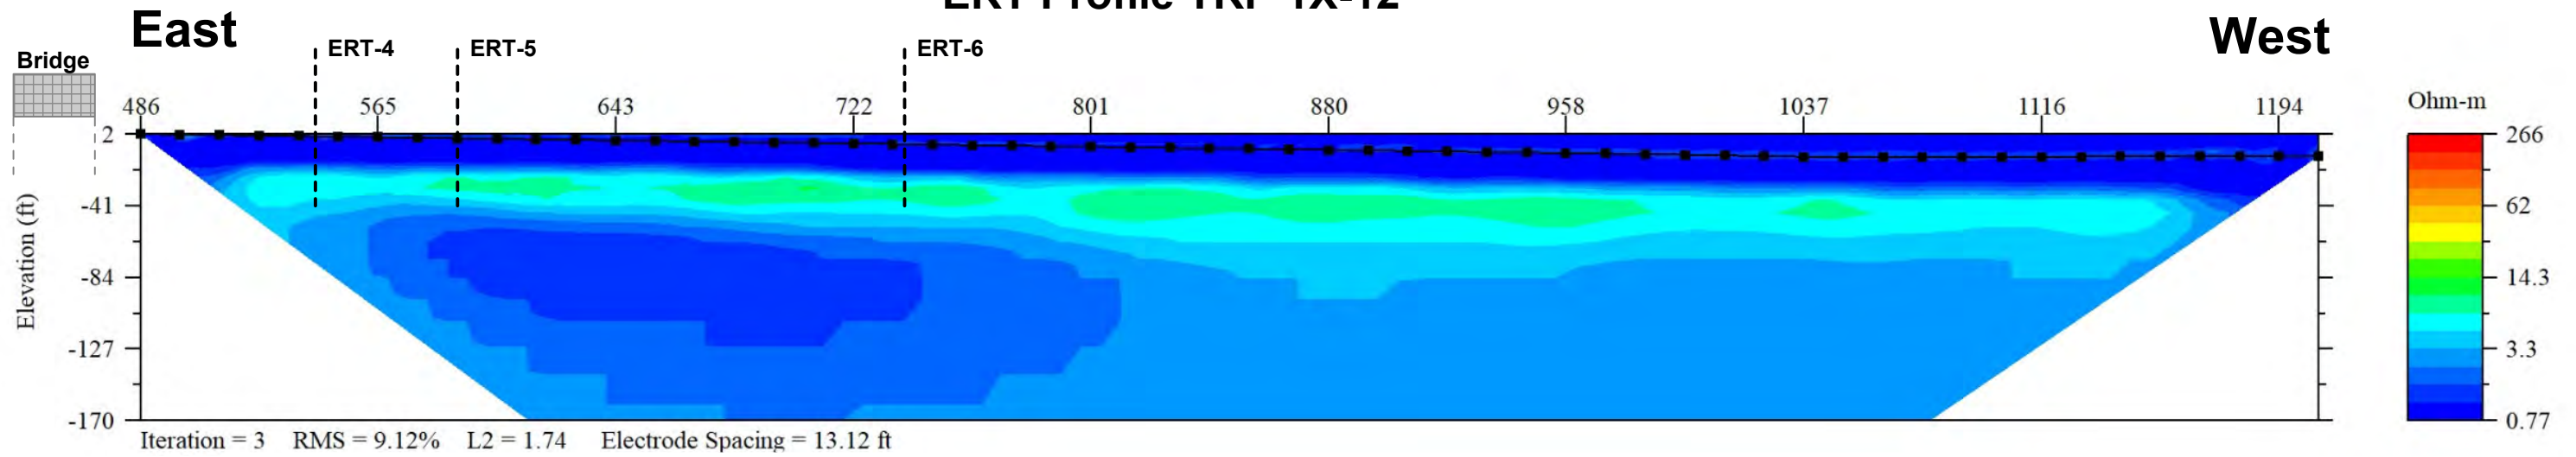 ERT Profile
East
West
ERT-4
ERT-5
ERT-6
Bridge
486 565 643 722 801 880 958 1037 1116 1194
Ohm-m
2
-41
-84
-127
-170
Elevation (ft)
266
62
14.3
3.3
0.77
Iteration = 3 RMS = 9.12% L2 = 1.74 Electrode Spacing = 13.12 ft